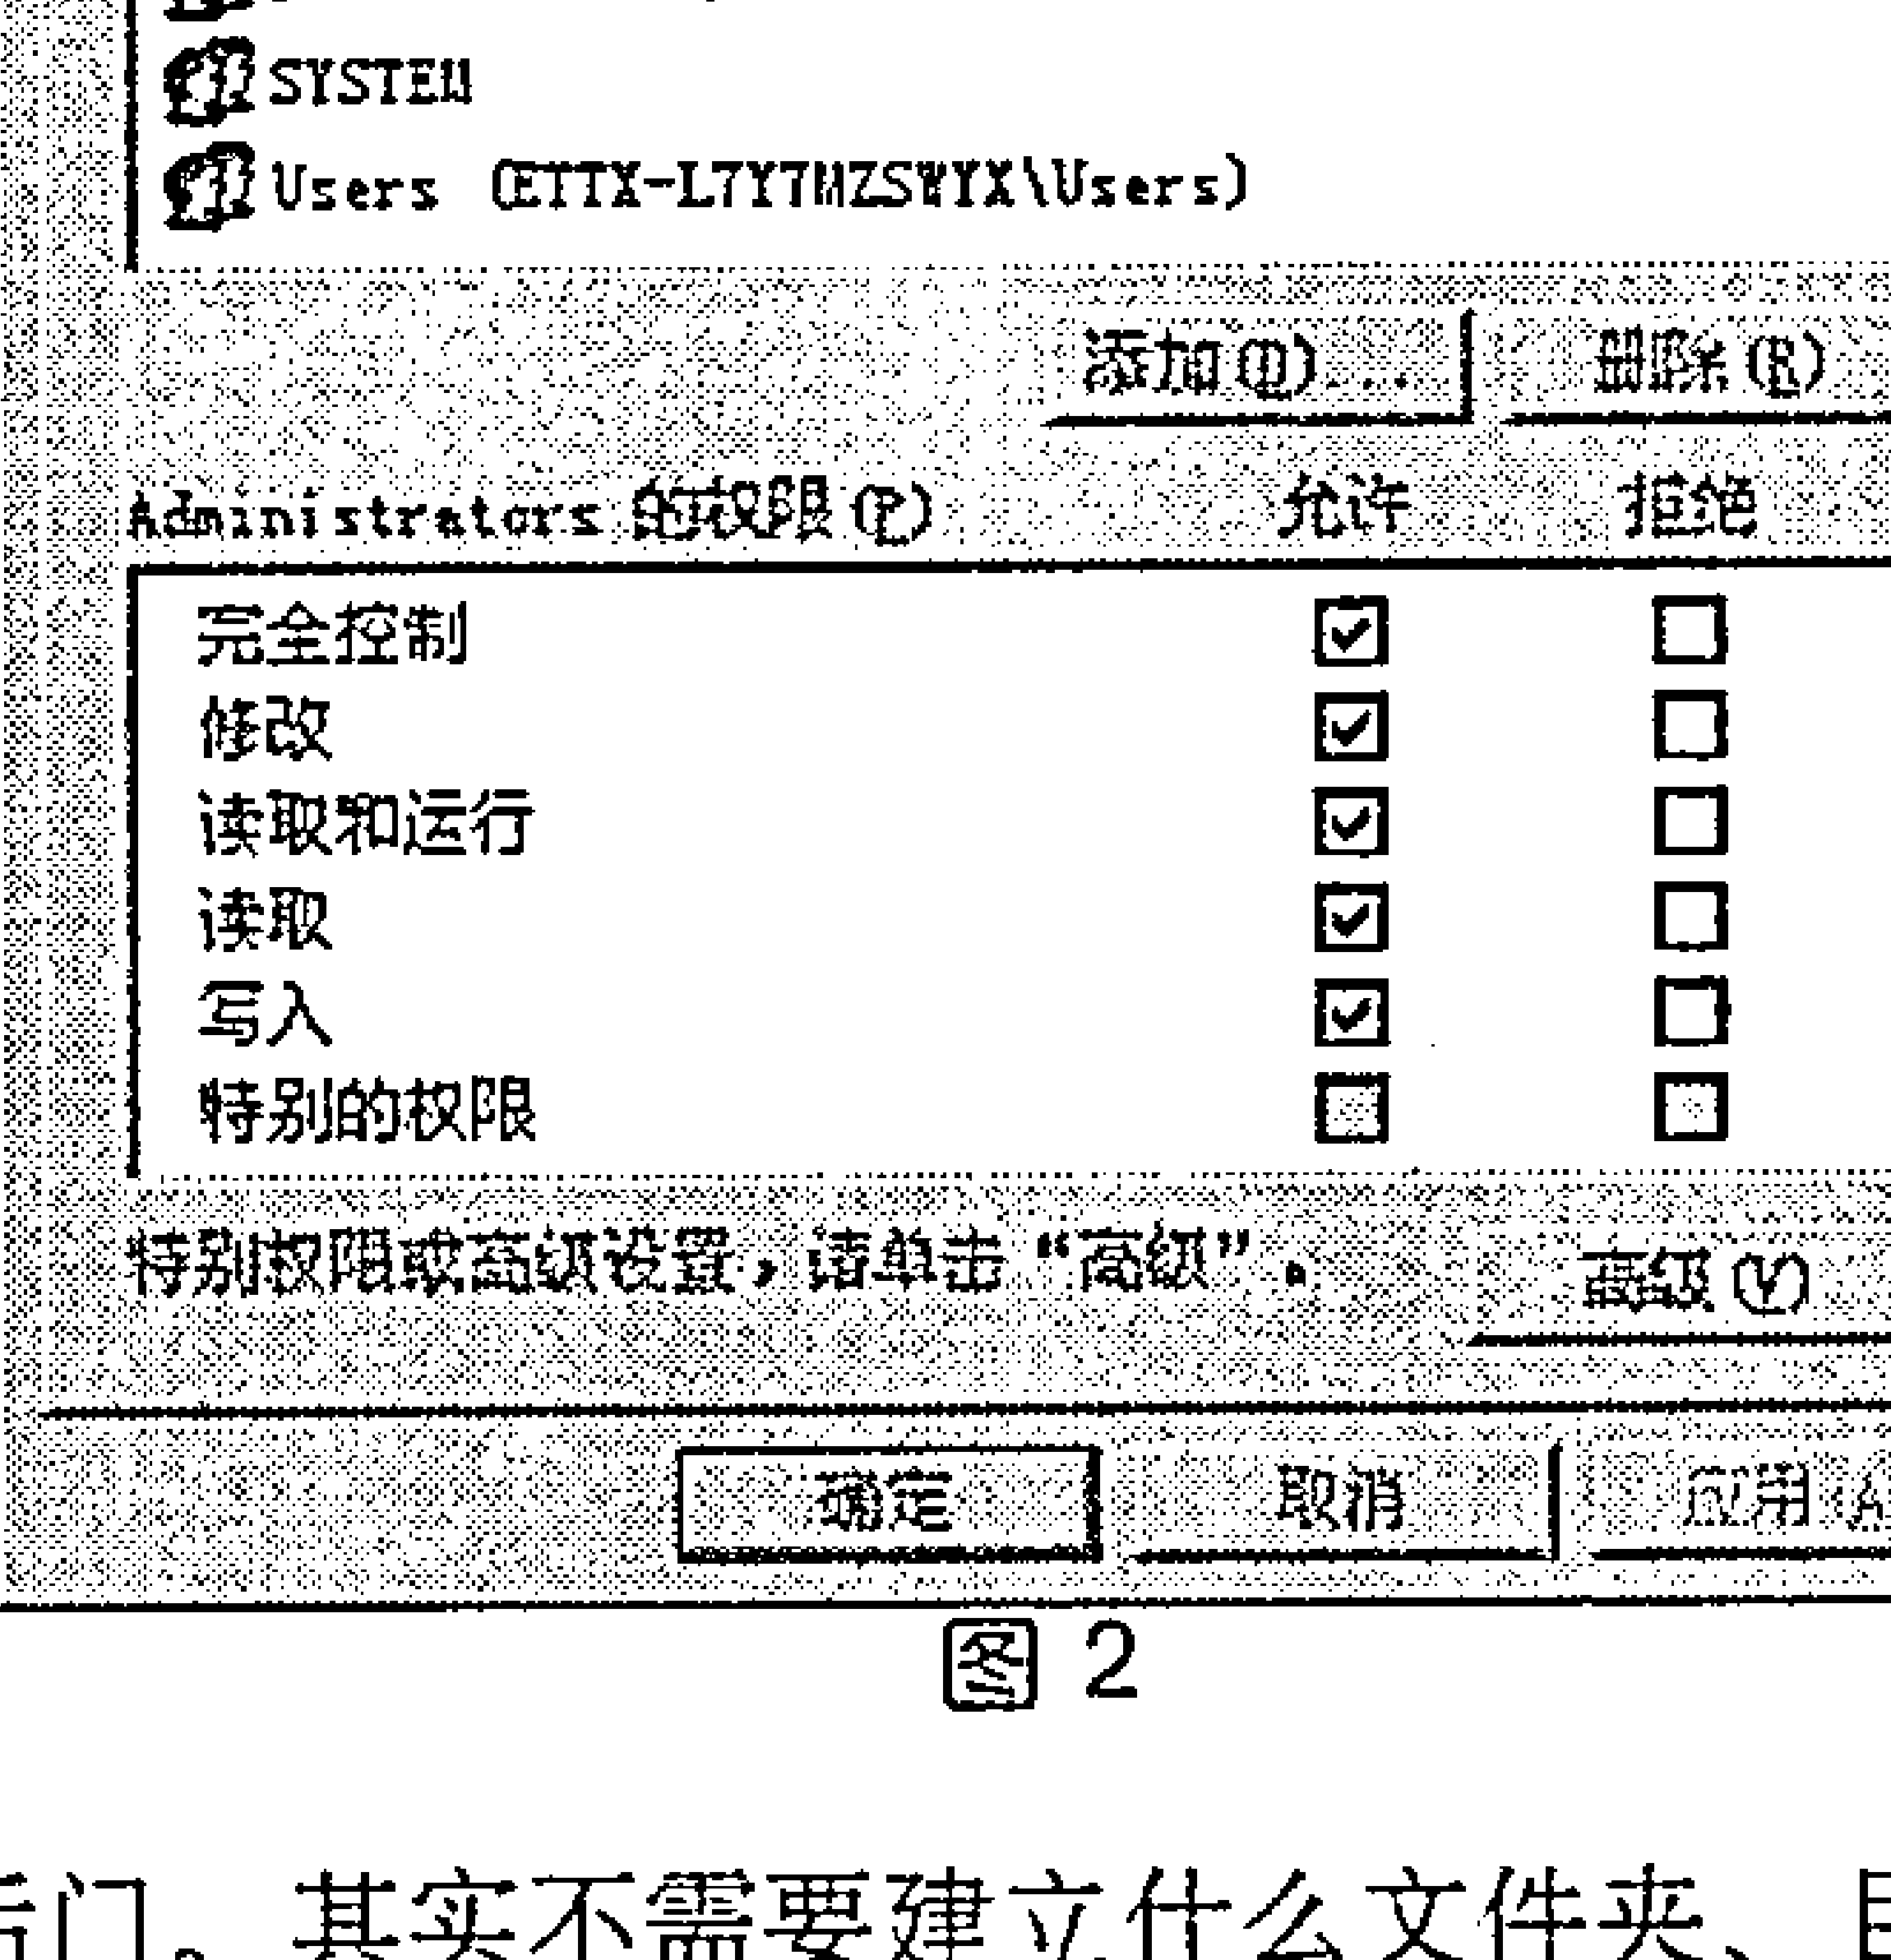 SYSTEM
Users (ETTX-L7Y7MZSWYX\Users)
添加(D)... 删除(R)
Administrators 的权限(P) 允许 拒绝
完全控制
修改
读取和运行
读取
写入
特别的权限
特别权限或高级设置，请单击“高级”。 高级(V)
确定 取消 应用(A
图 2
后门。其实不需要建立什么文件夹、